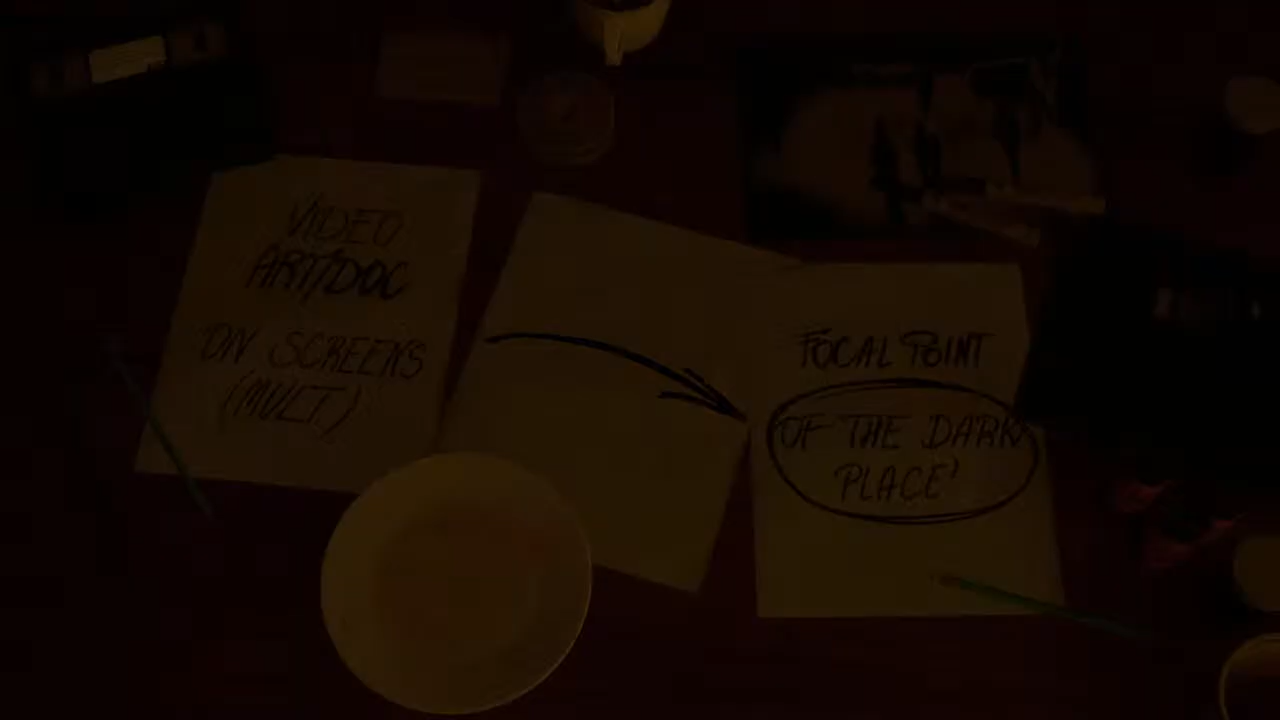 VIDEO
ART/DOC
'ON SCREENS
(MULT.)
FOCAL POINT
OF THE DARK
PLACE'